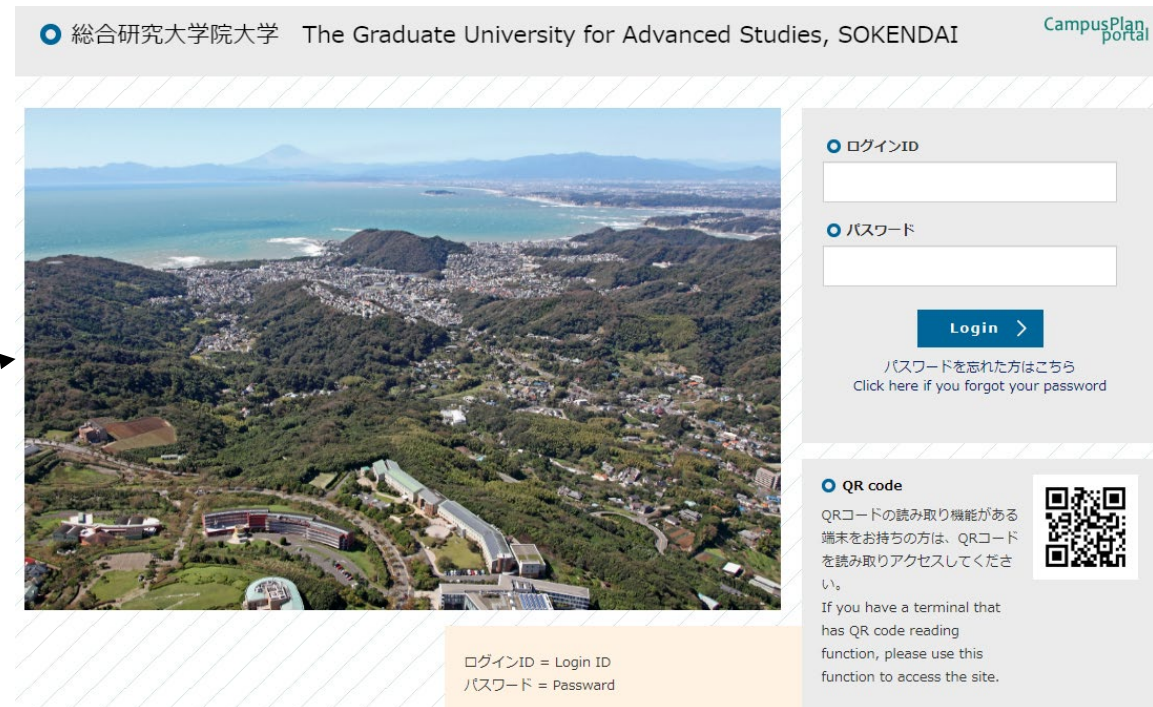 総合研究大学院大学 The Graduate University for Advanced Studies, SOKENDAI
CampusPlan
portal
ログインID
パスワード
Login
パスワードを忘れた方はこちら
Click here if you forgot your password
QR code
QRコードの読み取り機能がある
端末をお持ちの方は、QRコード
を読み取りアクセスしてくださ
い。
If you have a terminal that
has QR code reading
function, please use this
function to access the site.
ログインID = Login ID
パスワード = Passward